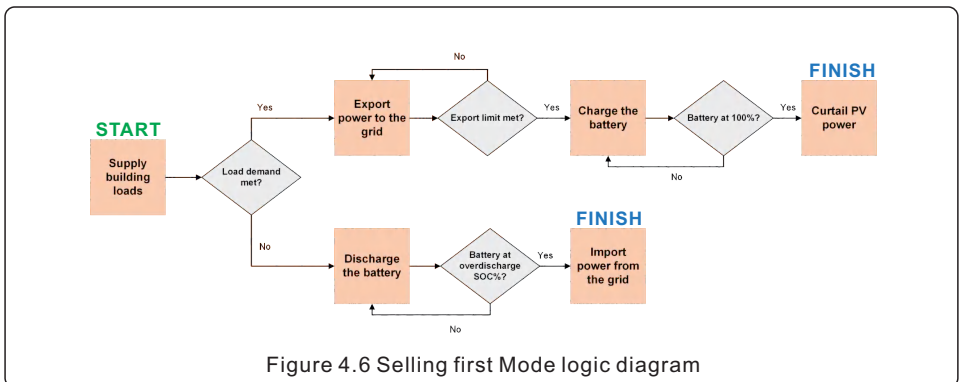 START
Supply
building
loads
Load demand
met?
Yes
Export
power to the
grid
No
Export limit met?
Yes
Charge the
battery
Battery at 100%?
No
Yes
FINISH
Curtail PV
power
No
Discharge
the battery
Battery at
overdischarge
SOC%?
No
Yes
FINISH
Import
power from
the grid
Figure 4.6 Selling first Mode logic diagram